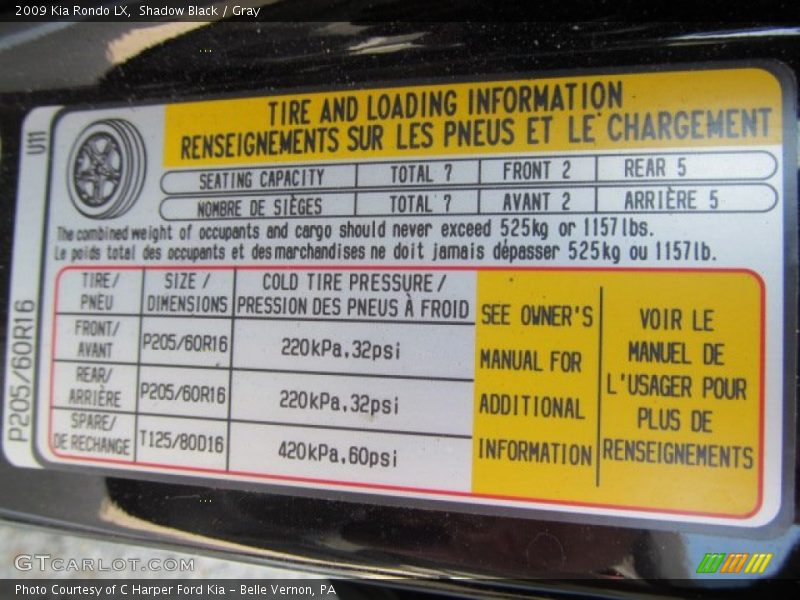 2009 Kia Rondo LX, Shadow Black / Gray
U11
P205/60R16
TIRE AND LOADING INFORMATION
RENSEIGNEMENTS SUR LES PNEUS ET LE CHARGEMENT
SEATING CAPACITY TOTAL 7 FRONT 2 REAR 5
NOMBRE DE SIÈGES TOTAL 7 AVANT 2 ARRIÈRE 5
The combined weight of occupants and cargo should never exceed 525kg or 1157lbs.
Le poids total des occupants et des marchandises ne doit jamais dépasser 525kg ou 1157lb.
TIRE/ SIZE / COLD TIRE PRESSURE/
PNEU DIMENSIONS PRESSION DES PNEUS À FROID
FRONT/
AVANT P205/60R16 220kPa,32psi
REAR/
ARRIÈRE P205/60R16 220kPa,32psi
SPARE/
DE RECHANGE T125/80D16 420kPa,60psi
SEE OWNER'S
MANUAL FOR
ADDITIONAL
INFORMATION
VOIR LE
MANUEL DE
L'USAGER POUR
PLUS DE
RENSEIGNEMENTS
GTCARLOT.COM
Photo Courtesy of C Harper Ford Kia - Belle Vernon, PA